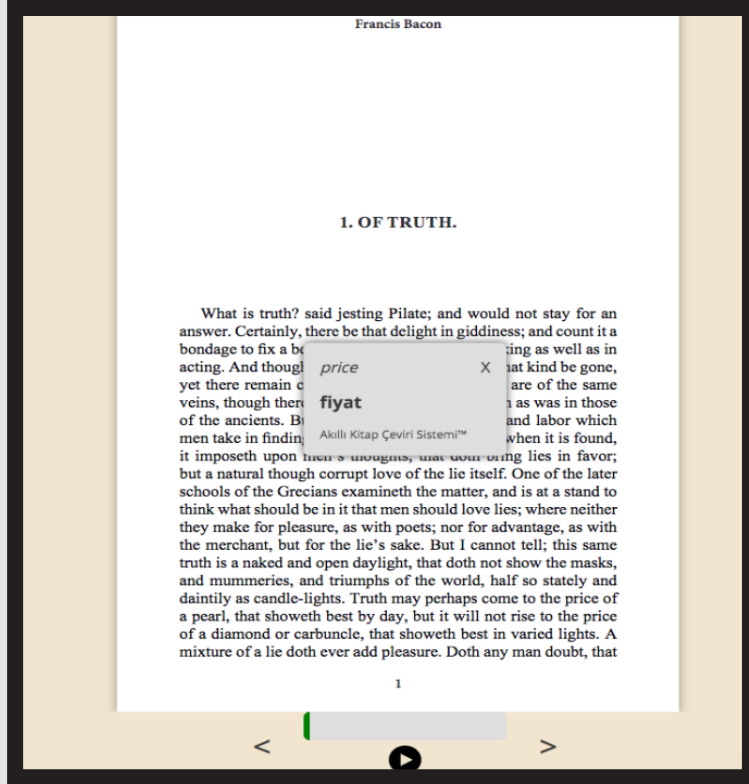 Francis Bacon
1. OF TRUTH.
What is truth? said jesting Pilate; and would not stay for an
answer. Certainly, there be that delight in giddiness; and count it a
bondage to fix a
acting. And
yet there remain
veins, though
of the ancients.
men take in
it imposeth upon men's thoughts, that doth bring lies in favor;
price X
fiyat
Akıllı Kitap Çeviri Sistemi™
as well as in
kind be gone,
are of the same
as was in those
and labor which
when it is found,
but a natural though corrupt love of the lie itself. One of the later
schools of the Grecians examineth the matter, and is at a stand to
think what should be in it that men should love lies; where neither
they make for pleasure, as with poets; nor for advantage, as with
the merchant, but for the lie's sake. But I cannot tell; this same
truth is a naked and open daylight, that doth not show the masks,
and mummeries, and triumphs of the world, half so stately and
daintily as candle-lights. Truth may perhaps come to the price of
a pearl, that showeth best by day, but it will not rise to the price
of a diamond or carbuncle, that showeth best in varied lights. A
mixture of a lie doth ever add pleasure. Doth any man doubt, that
1
< >